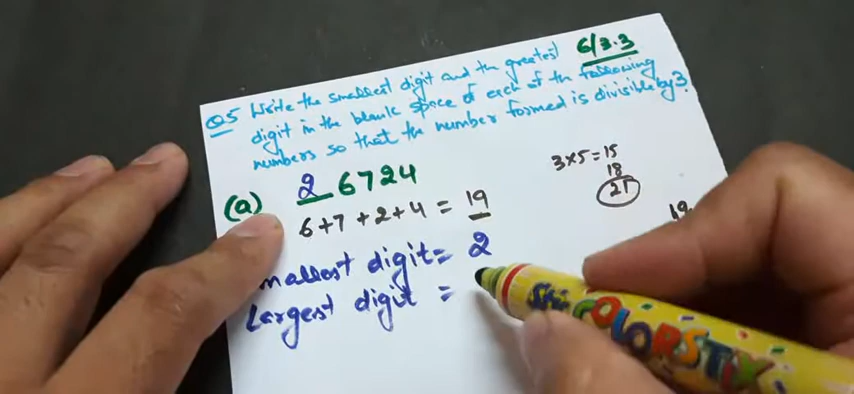 6/3.3
Q5 Write the smallest digit and the greatest
digit in the blank space of each of the following
numbers so that the number formed is divisible by 3.
(a) 2 6724
3×5=15
18
21
6+7+2+4 = 19
19
mallest digit= 2
Largest digit =
COLORSTIX